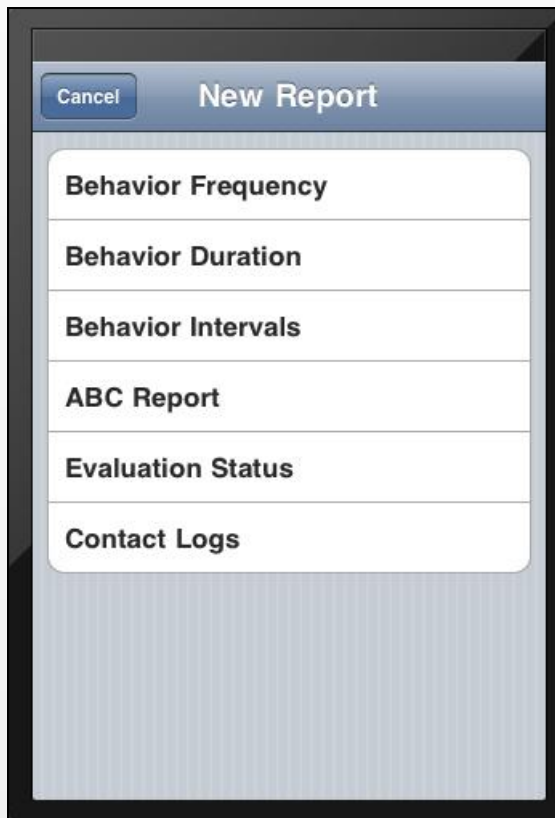 Cancel
New Report
Behavior Frequency
Behavior Duration
Behavior Intervals
ABC Report
Evaluation Status
Contact Logs